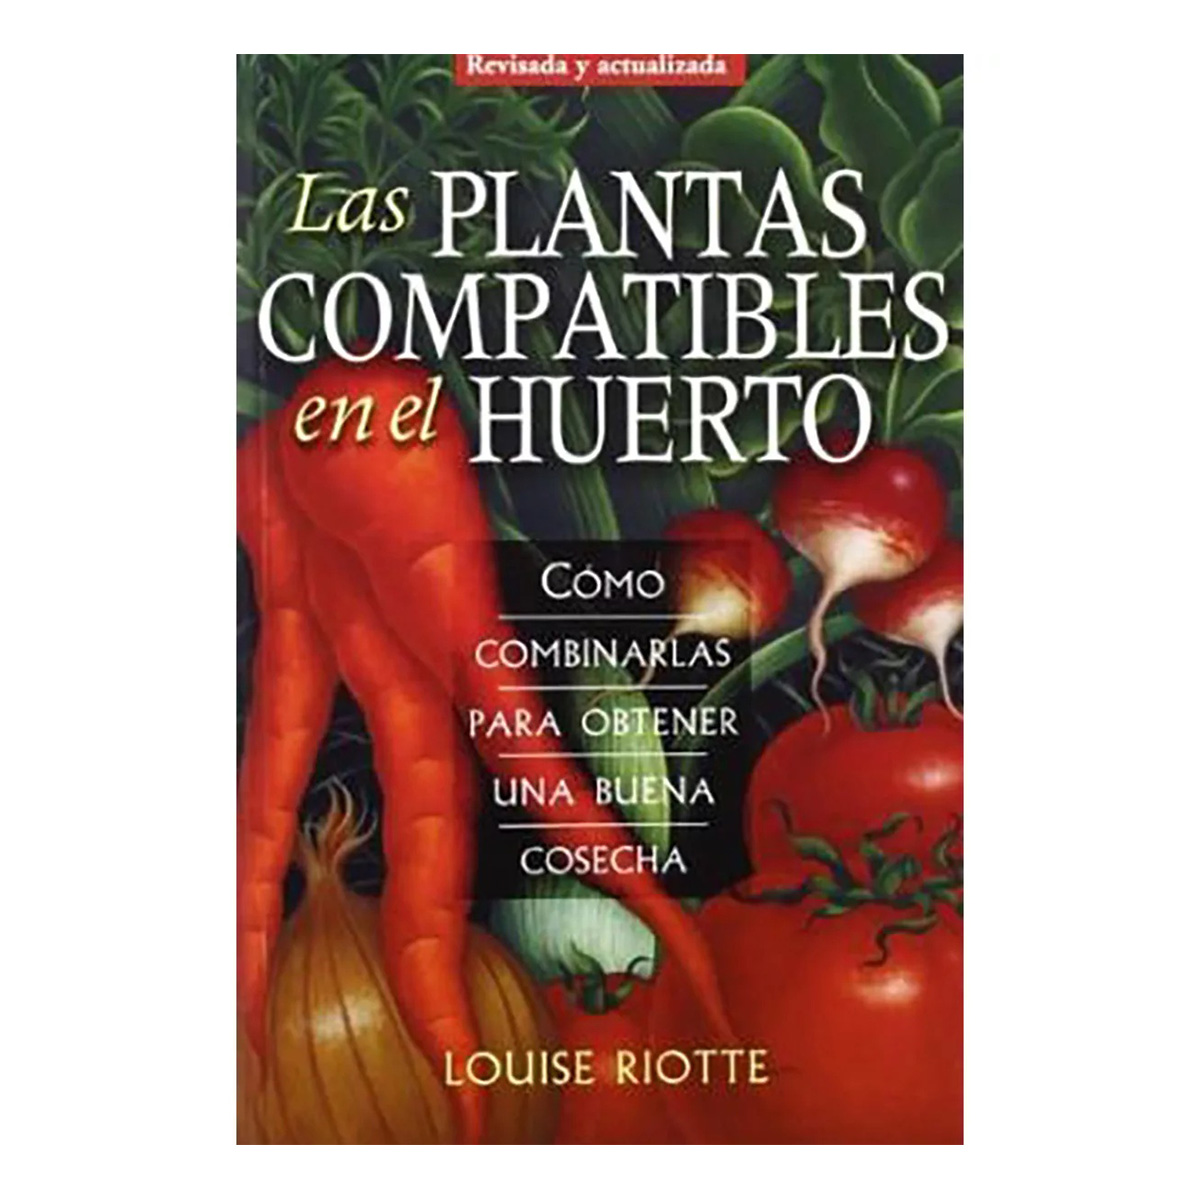 Revisada y actualizada
Las PLANTAS
COMPATIBLES
en el HUERTO
CÓMO
COMBINARLAS
PARA OBTENER
UNA BUENA
COSECHA
LOUISE RIOTTE